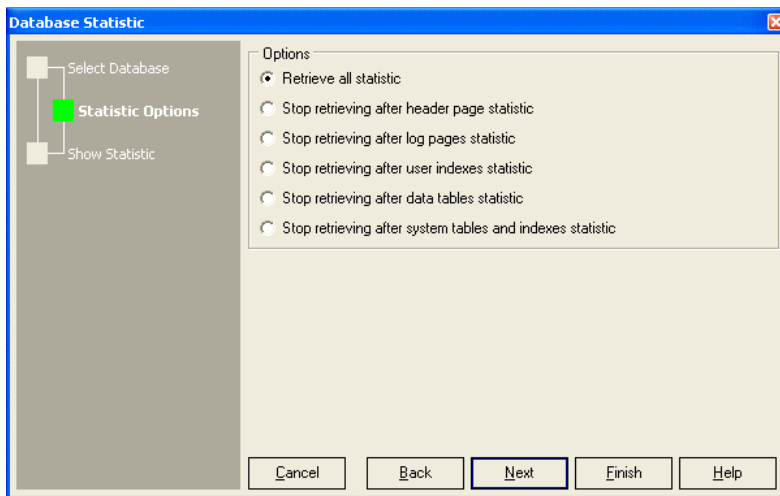 Database Statistic
Select Database
Statistic Options
Show Statistic
Options
Retrieve all statistic
Stop retrieving after header page statistic
Stop retrieving after log pages statistic
Stop retrieving after user indexes statistic
Stop retrieving after data tables statistic
Stop retrieving after system tables and indexes statistic
Cancel Back Next Finish Help